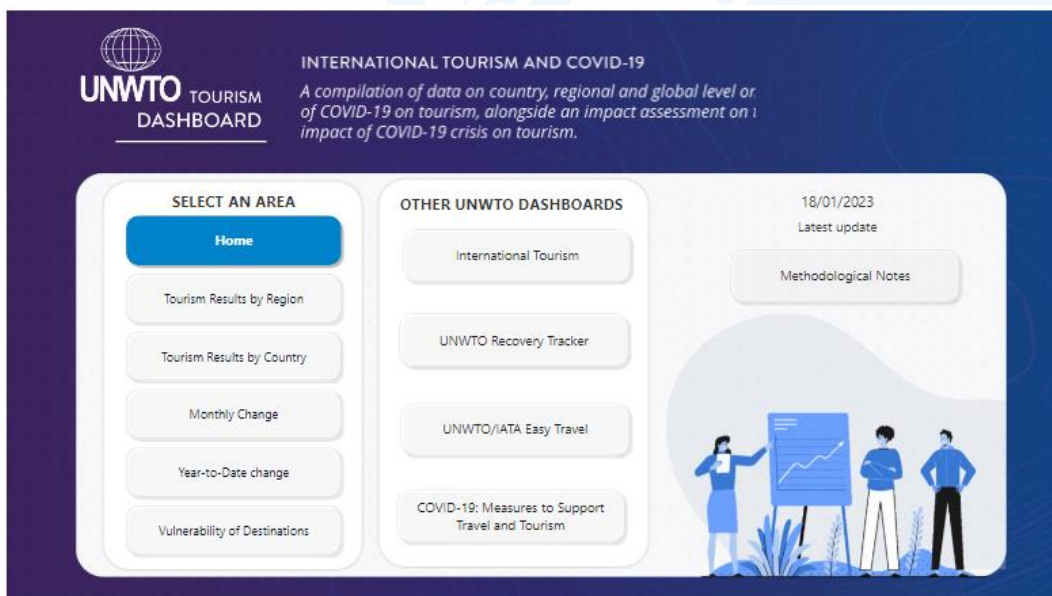 UNWTO TOURISM
DASHBOARD
INTERNATIONAL TOURISM AND COVID-19
A compilation of data on country, regional and global level
of COVID-19 on tourism, alongside an impact assessment on
impact of COVID-19 crisis on tourism.
SELECT AN AREA
Home
Tourism Results by Region
Tourism Results by Country
Monthly Change
Year-to-Date change
Vulnerability of Destinations
OTHER UNWTO DASHBOARDS
International Tourism
UNWTO Recovery Tracker
UNWTO/IATA Easy Travel
COVID-19: Measures to Support
Travel and Tourism
18/01/2023
Latest update
Methodological Notes